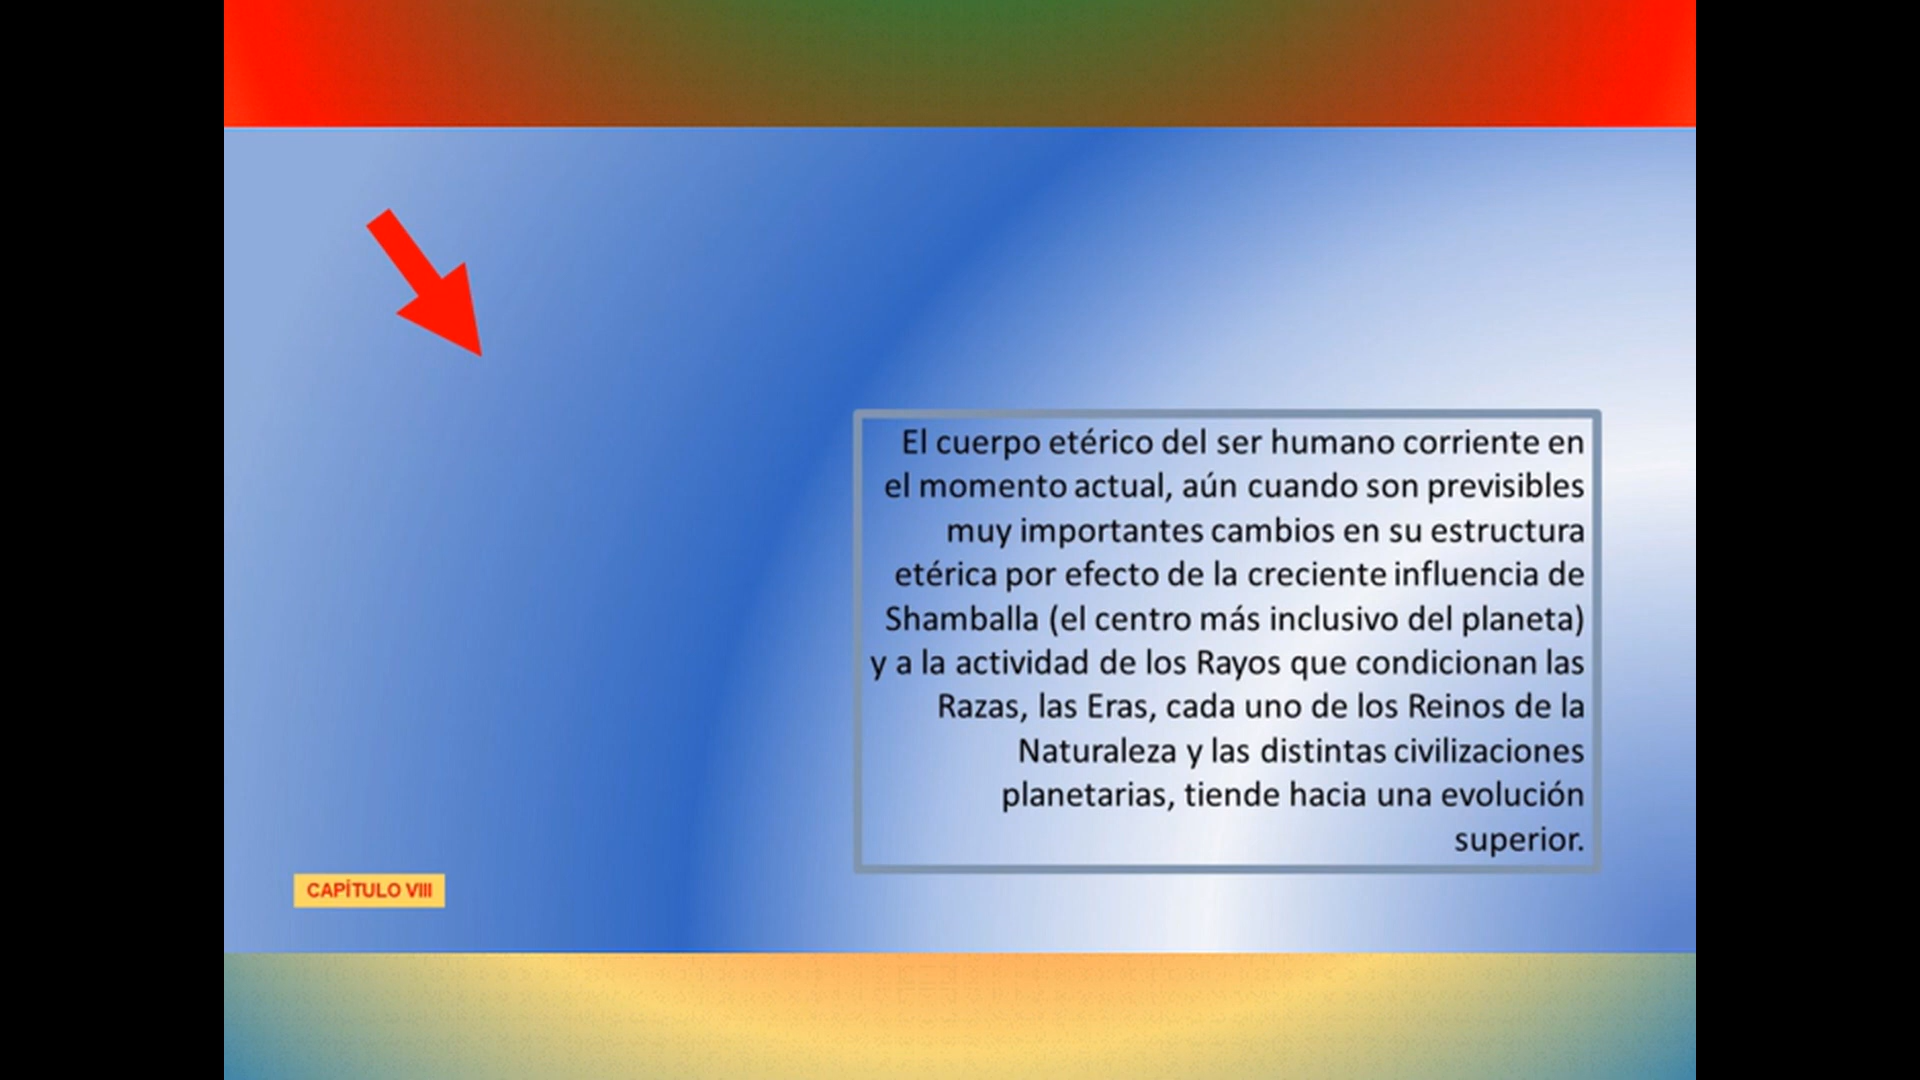 El cuerpo etérico del ser humano corriente en
el momento actual, aún cuando son previsibles
muy importantes cambios en su estructura
etérica por efecto de la creciente influencia de
Shamballa (el centro más inclusivo del planeta)
y a la actividad de los Rayos que condicionan las
Razas, las Eras, cada uno de los Reinos de la
Naturaleza y las distintas civilizaciones
planetarias, tiende hacia una evolución
superior.
CAPÍTULO VIII